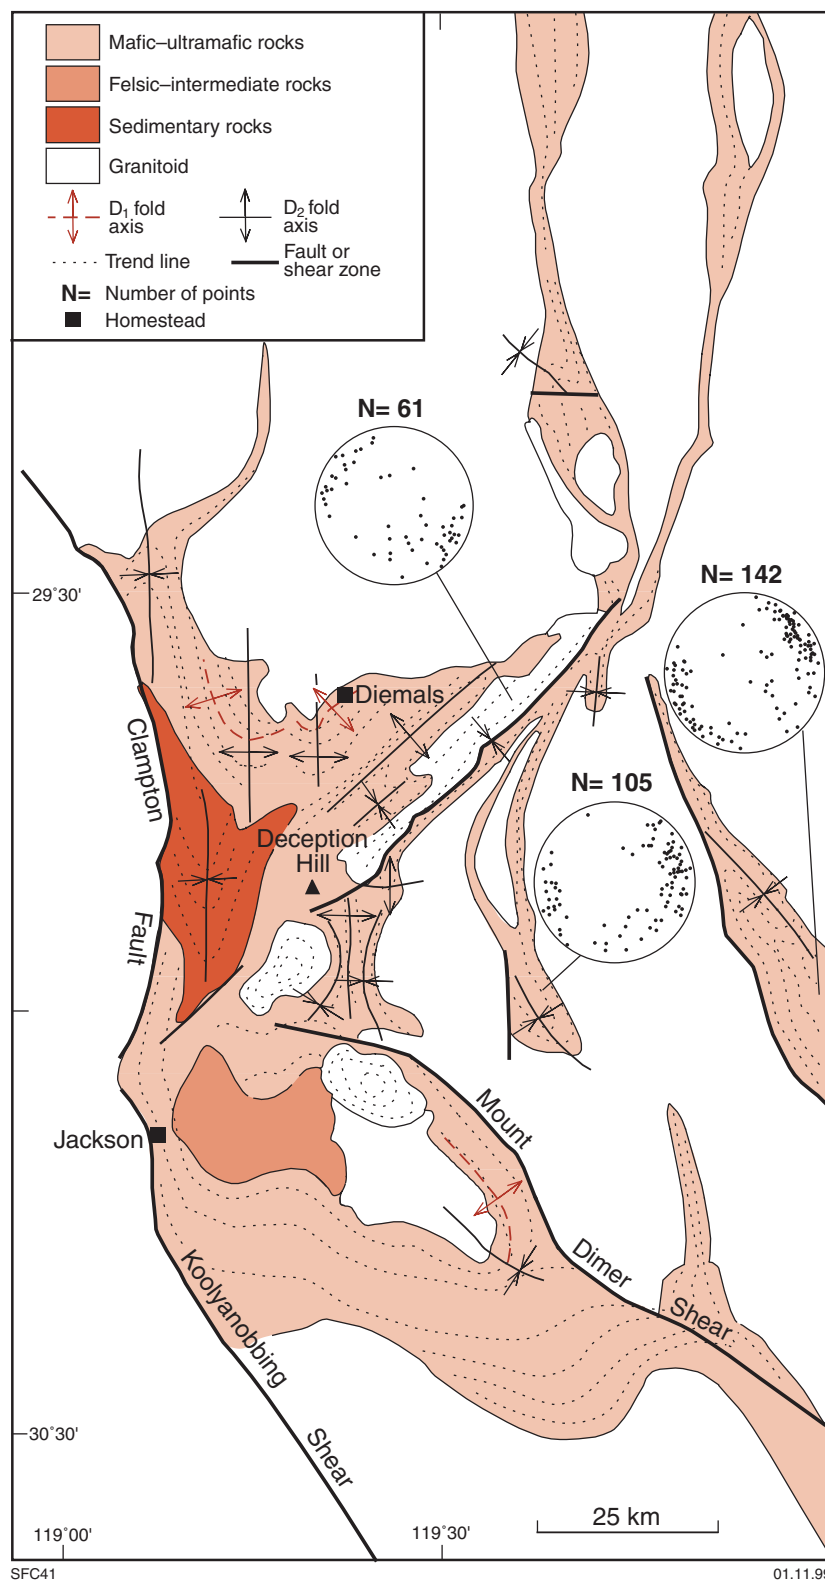 Mafic–ultramafic rocks
Felsic–intermediate rocks
Sedimentary rocks
Granitoid
D1 fold
axis
D2 fold
axis
Trend line
Fault or
shear zone
N= Number of points
Homestead
N= 61
29°30'
N= 142
Diemals
Clampton
N= 105
Deception
Hill
Fault
Mount
Jackson
Dimer
Koolyanobbing
Shear
Shear
30°30'
25 km
119°00'
119°30'
SFC41
01.11.99